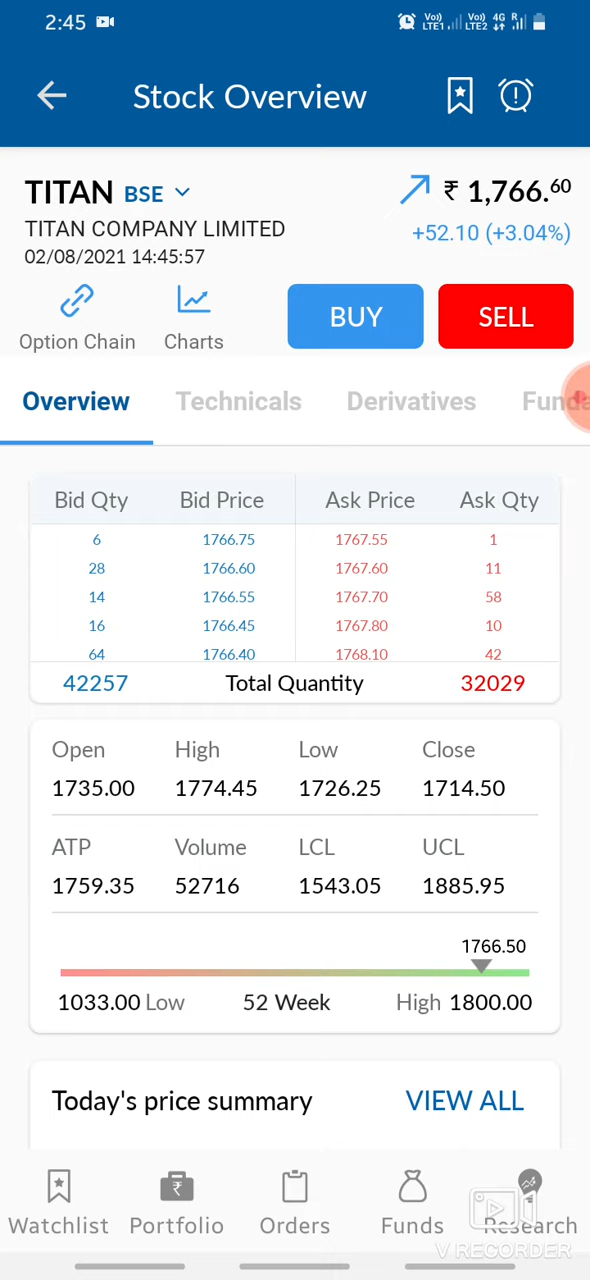 2:45 Vo) LTE1 Vo) LTE2 4G R
Stock Overview
TITAN BSE ₹ 1,766.60
TITAN COMPANY LIMITED +52.10 (+3.04%)
02/08/2021 14:45:57
Option Chain Charts BUY SELL
Overview Technicals Derivatives Funda
Bid Qty Bid Price Ask Price Ask Qty
6 1766.75 1767.55 1
28 1766.60 1767.60 11
14 1766.55 1767.70 58
16 1766.45 1767.80 10
64 1766.40 1768.10 42
42257 Total Quantity 32029
Open High Low Close
1735.00 1774.45 1726.25 1714.50
ATP Volume LCL UCL
1759.35 52716 1543.05 1885.95
1766.50
1033.00 Low 52 Week High 1800.00
Today's price summary VIEW ALL
Watchlist Portfolio Orders Funds Research
V RECORDER